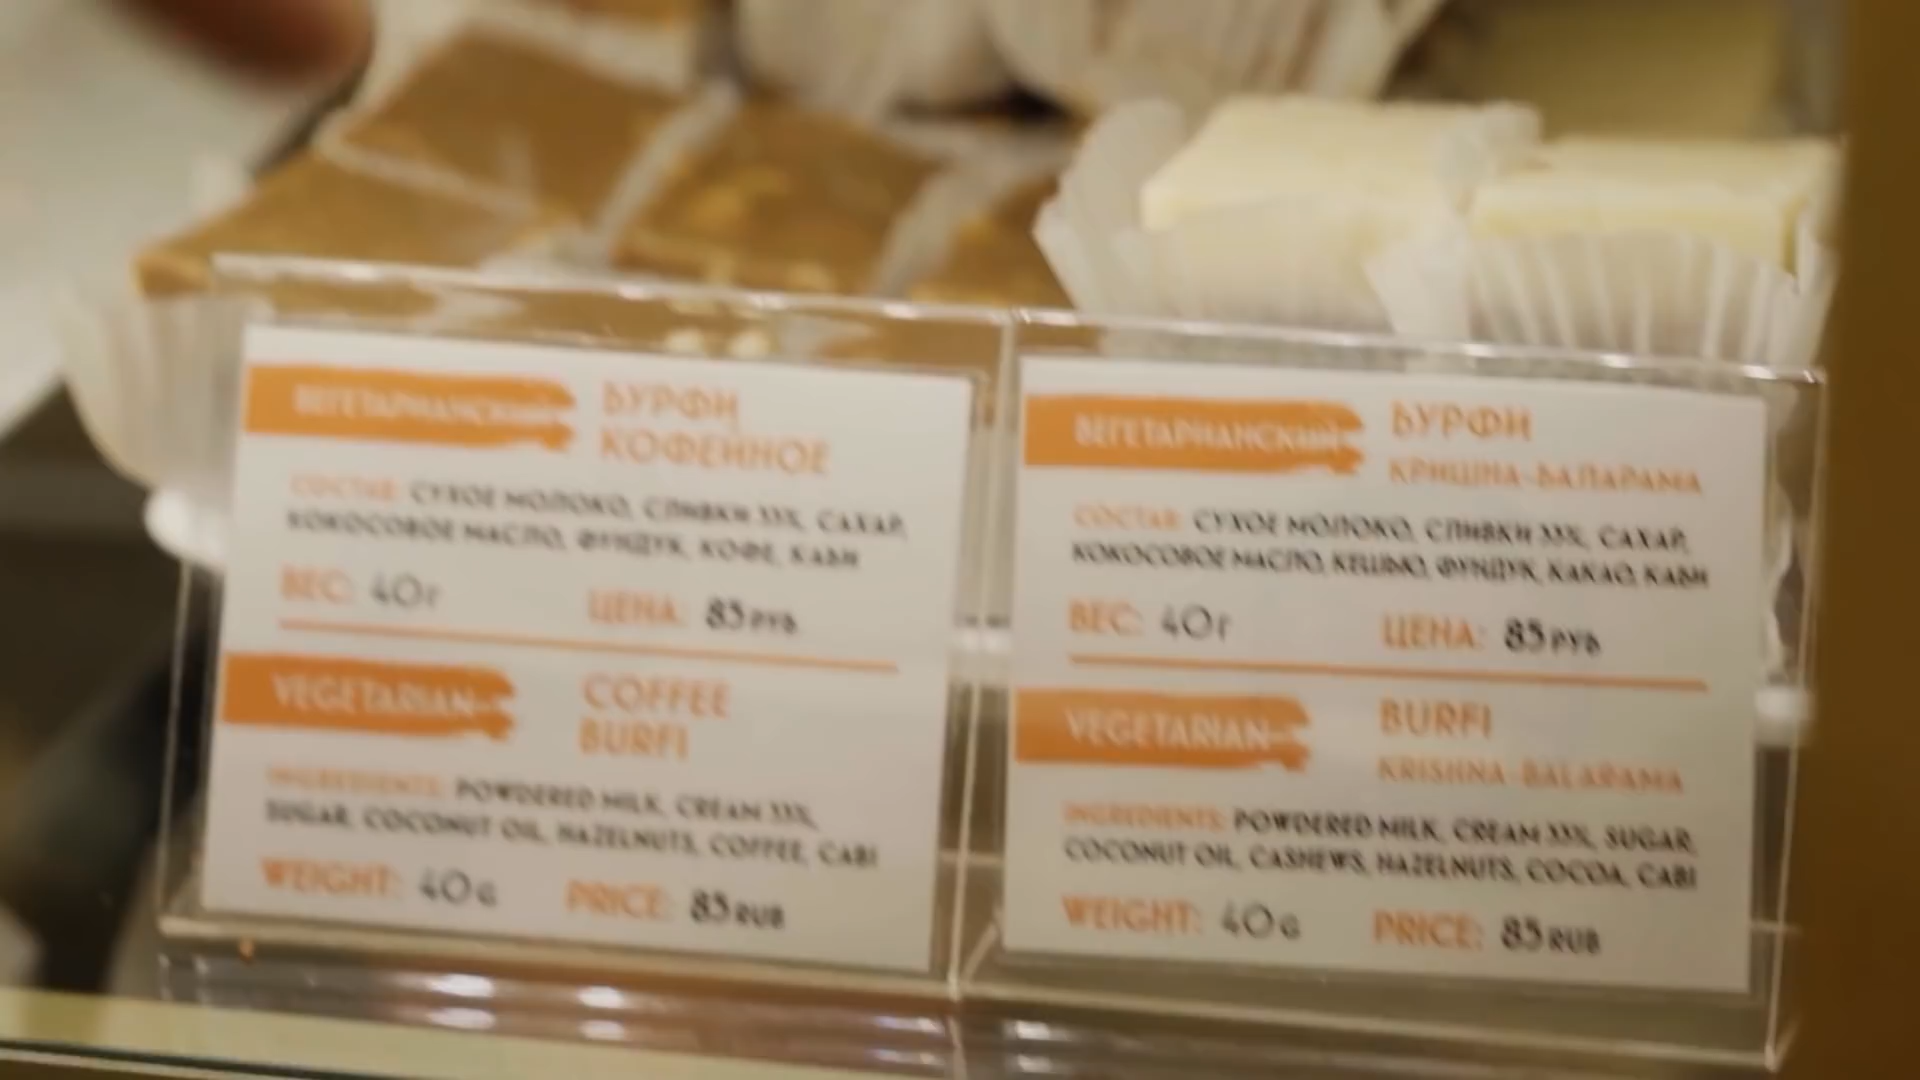 ВЕГЕТАРИАНСКИЙ
БУРФИ
КОФЕЙНОЕ
СОСТАВ: СУХОЕ МОЛОКО, СЛИВКИ 33%, САХАР,
КОКОСОВОЕ МАСЛО, ФУНДУК, КОФЕ, КАБИ
ВЕС: 40 Г ЦЕНА: 85 РУБ
VEGETARIAN
COFFEE
BURFI
INGREDIENTS: POWDERED MILK, CREAM 33%,
SUGAR, COCONUT OIL, HAZELNUTS, COFFEE, CABI
WEIGHT: 40 G PRICE: 85 RUB
ВЕГЕТАРИАНСКИЙ
БУРФИ
КРИШНА-БАЛАРАМА
СОСТАВ: СУХОЕ МОЛОКО, СЛИВКИ 33%, САХАР,
КОКОСОВОЕ МАСЛО, КЕШЬЮ, ФУНДУК, КАКАО, КАБИ
ВЕС: 40 Г ЦЕНА: 85 РУБ
VEGETARIAN
BURFI
KRISHNA-BALARAMA
INGREDIENTS: POWDERED MILK, CREAM 33%, SUGAR,
COCONUT OIL, CASHEWS, HAZELNUTS, COCOA, CABI
WEIGHT: 40 G PRICE: 85 RUB